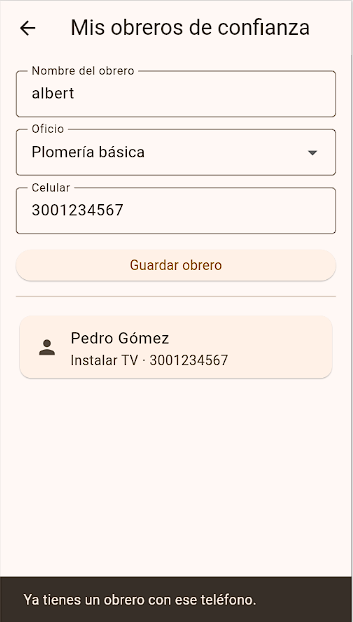 Mis obreros de confianza
Nombre del obrero
albert
Oficio
Plomería básica
Celular
3001234567
Guardar obrero
Pedro Gómez
Instalar TV · 3001234567
Ya tienes un obrero con ese teléfono.